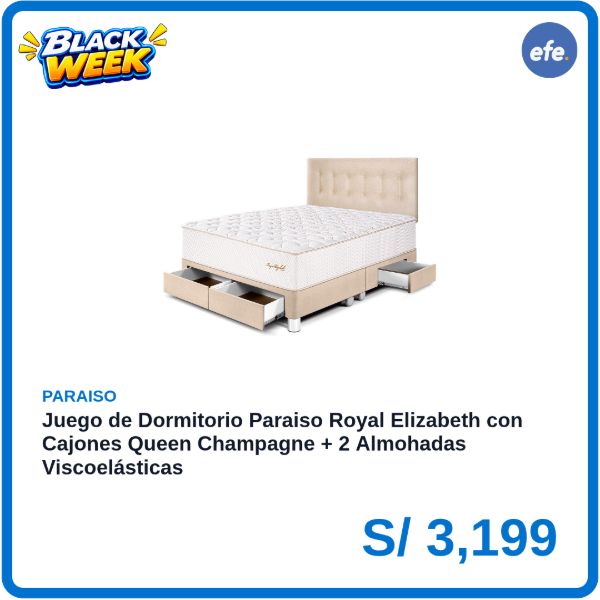 BLACK
WEEK
efe.
PARAISO
Juego de Dormitorio Paraiso Royal Elizabeth con
Cajones Queen Champagne + 2 Almohadas
Viscoelásticas
S/ 3,199